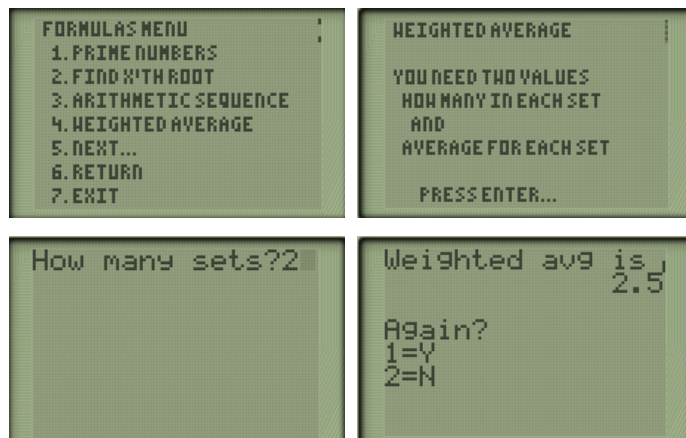 FORMULAS MENU
1. PRIME NUMBERS
2. FIND X'TH ROOT
3. ARITHMETIC SEQUENCE
4. WEIGHTED AVERAGE
5. NEXT...
6. RETURN
7. EXIT
WEIGHTED AVERAGE
YOU NEED TWO VALUES
HOW MANY IN EACH SET
AND
AVERAGE FOR EACH SET
PRESS ENTER...
How many sets?2
Weighted avg is
2.5
Again?
1=Y
2=N